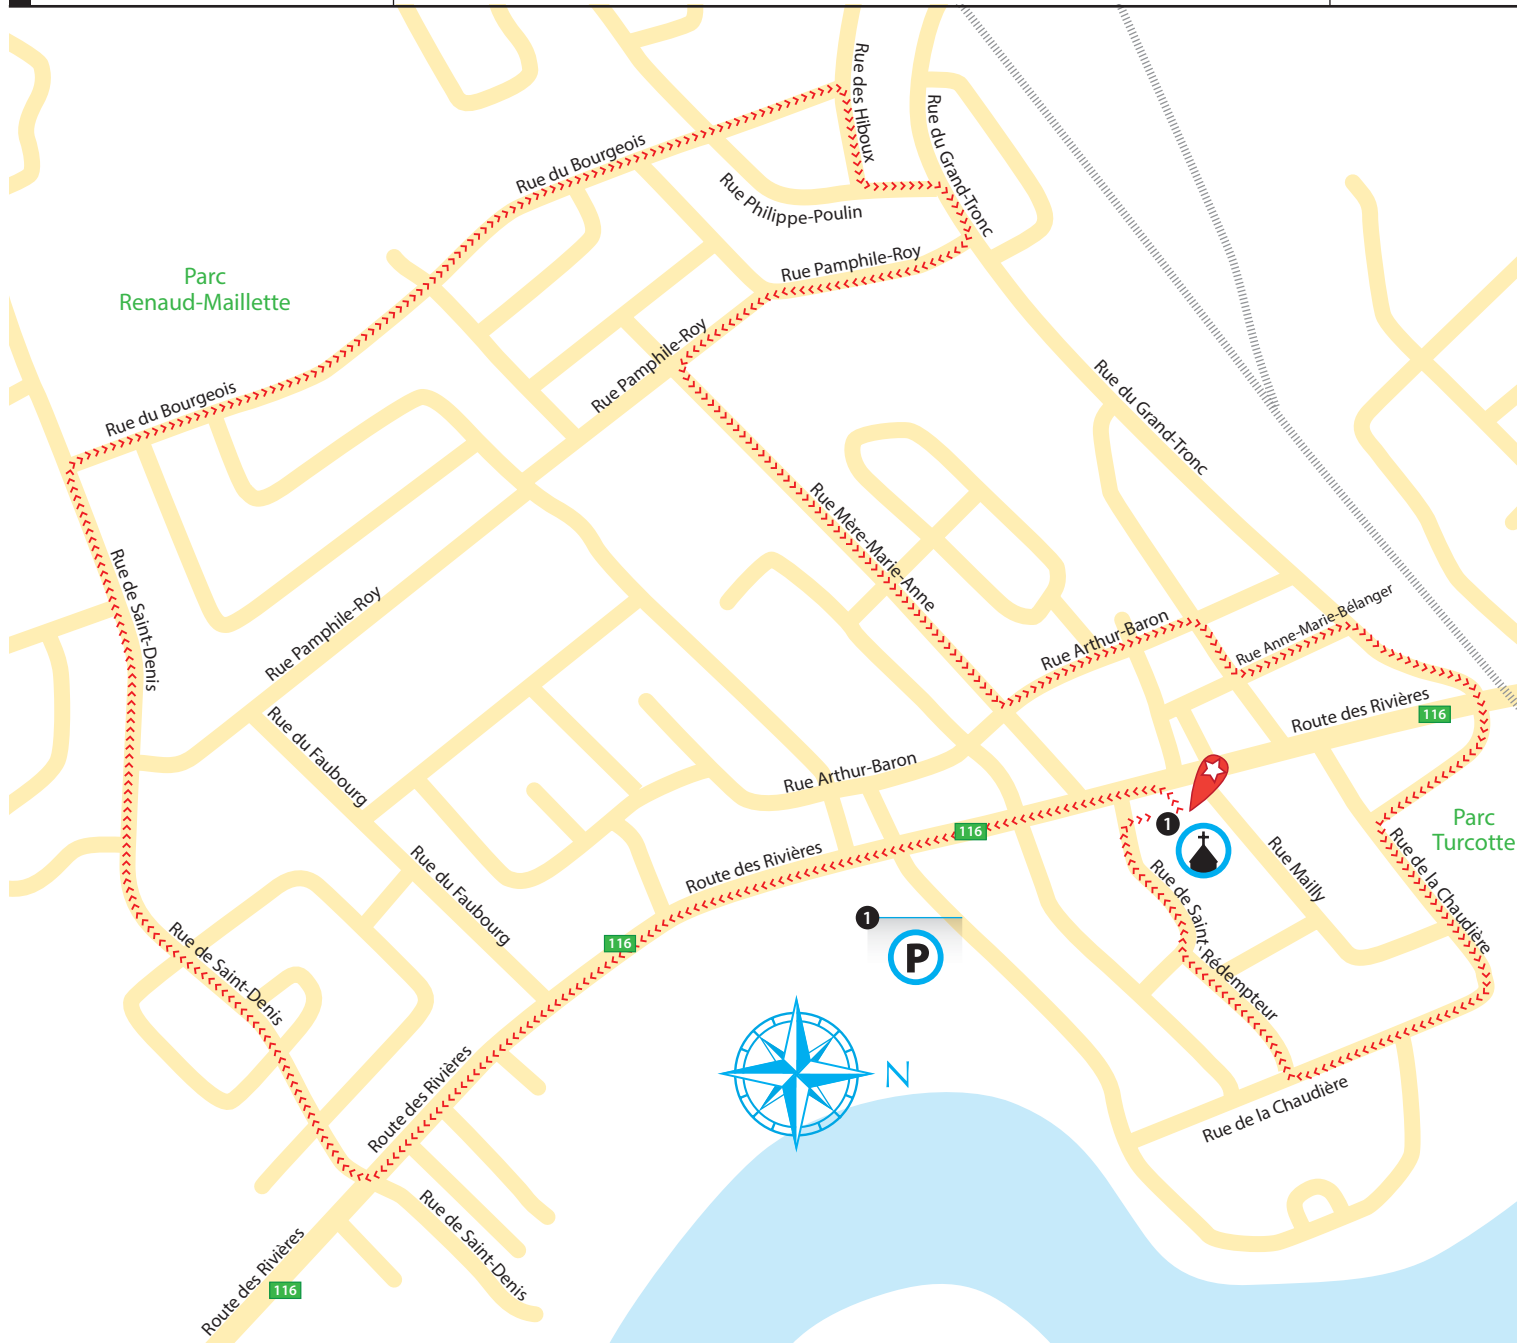 Rue des Hiboux
Rue du Grand-Tronc
Rue du Bourgeois
Rue Philippe-Poulin
Rue Pamphile-Roy
Parc
Renaud-Maillette
Rue Pamphile-Roy
Rue du Bourgeois
Rue du Grand-Tronc
Rue Mère-Marie-Anne
Rue de Saint-Denis
Rue Pamphile-Roy
Rue Arthur-Baron
Rue Anne-Marie-Bélanger
Route des Rivières
116
Rue du Faubourg
Rue Arthur-Baron
116
1
Parc
Turcotte
Rue Mailly
Rue de la Chaudière
Rue du Faubourg
Route des Rivières
Rue de Saint-Rédempteur
1
P
116
Rue de Saint-Denis
N
Route des Rivières
Rue de la Chaudière
Rue de Saint-Denis
Route des Rivières
116